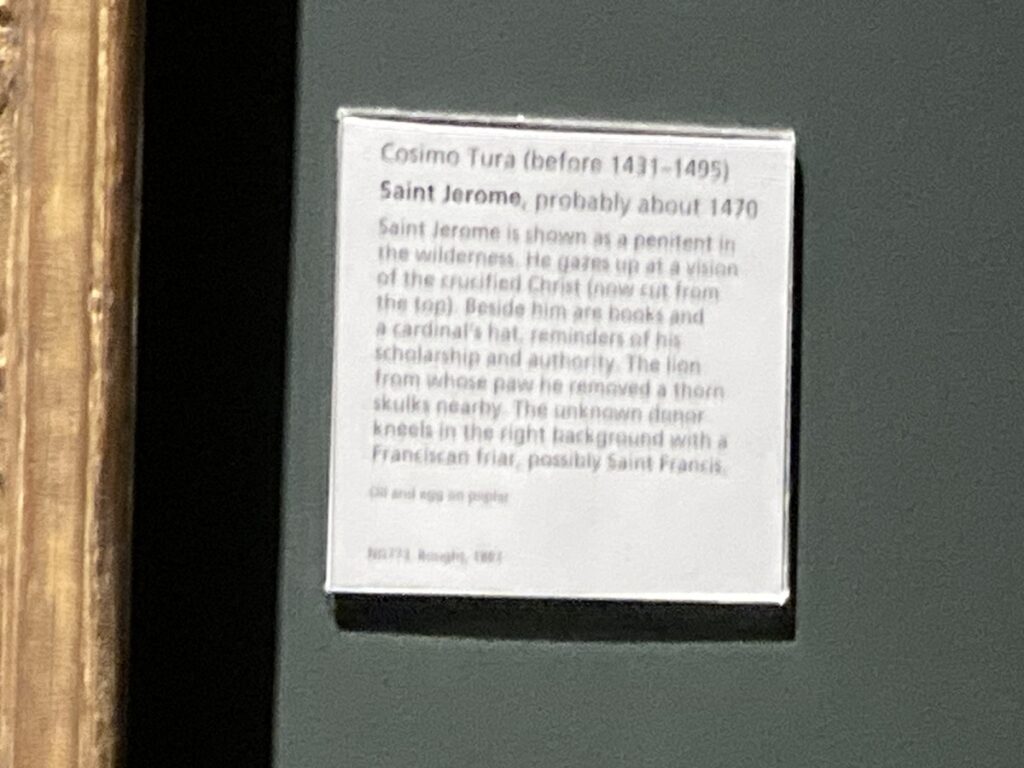 Cosimo Tura (before 1431–1495)
Saint Jerome, probably about 1470
Saint Jerome is shown as a penitent in
the wilderness. He gazes up at a vision
of the crucified Christ (now cut from
the top). Beside him are books and
a cardinal's hat, reminders of his
scholarship and authority. The lion
from whose paw he removed a thorn
skulks nearby. The unknown donor
kneels in the right background with a
Franciscan friar, possibly Saint Francis.
Oil and egg on poplar
Bought,